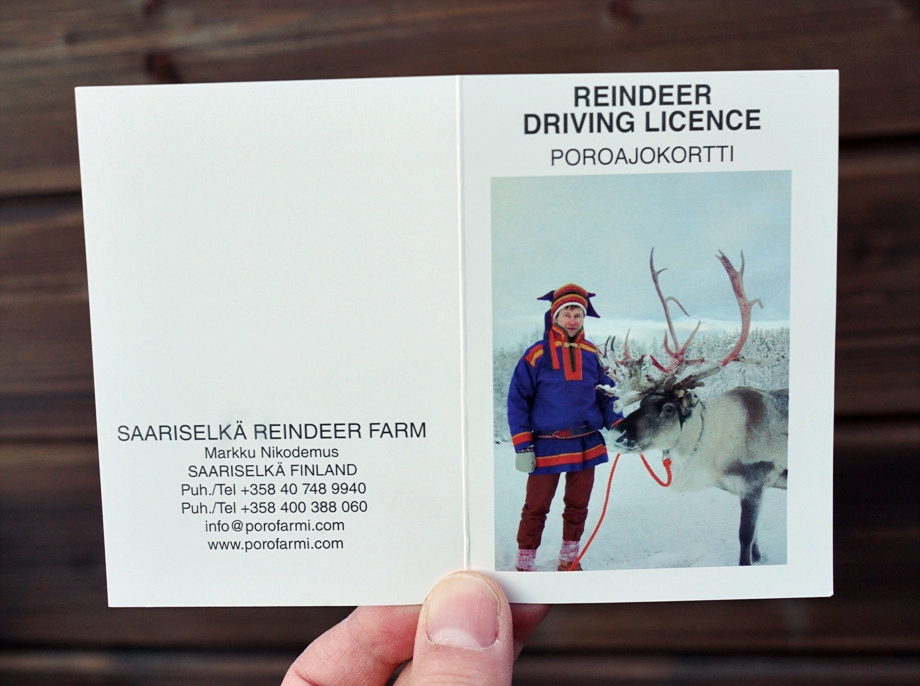 SAARISELKÄ REINDEER FARM
Markku Nikodemus
SAARISELKÄ FINLAND
Puh./Tel +358 40 748 9940
Puh./Tel +358 400 388 060
info@porofarmi.com
www.porofarmi.com
REINDEER
DRIVING LICENCE
POROAJOKORTTI